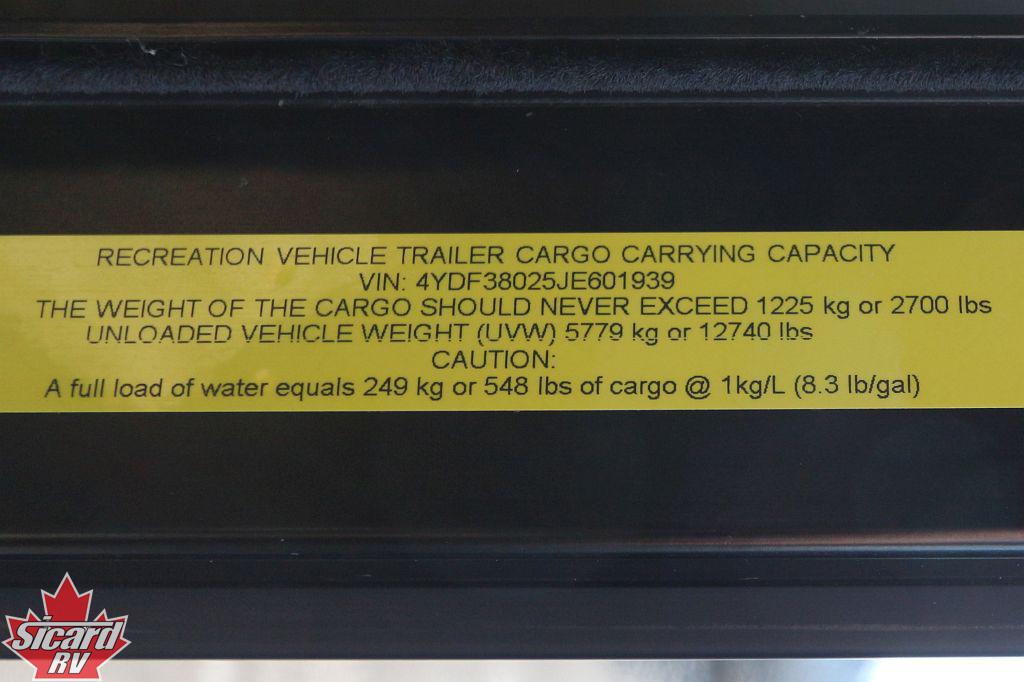 RECREATION VEHICLE TRAILER CARGO CARRYING CAPACITY
VIN: 4YDF38025JE601939
THE WEIGHT OF THE CARGO SHOULD NEVER EXCEED 1225 kg or 2700 lbs
UNLOADED VEHICLE WEIGHT (UVW) 5779 kg or 12740 lbs
CAUTION:
A full load of water equals 249 kg or 548 lbs of cargo @ 1kg/L (8.3 lb/gal)
Sicard
RV